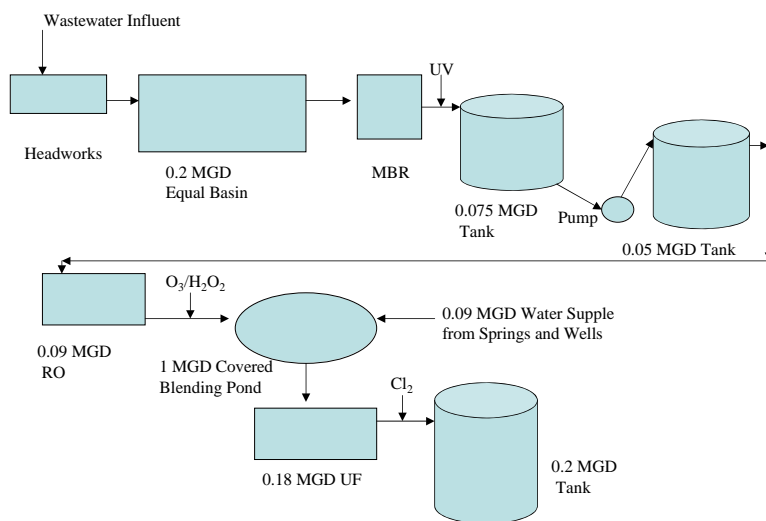 Wastewater Influent
UV
Headworks
0.2 MGD
Equal Basin
MBR
0.075 MGD
Tank
Pump
0.05 MGD Tank
O₃/H₂O₂
0.09 MGD
RO
1 MGD Covered
Blending Pond
0.09 MGD Water Supple
from Springs and Wells
Cl₂
0.18 MGD UF
0.2 MGD
Tank